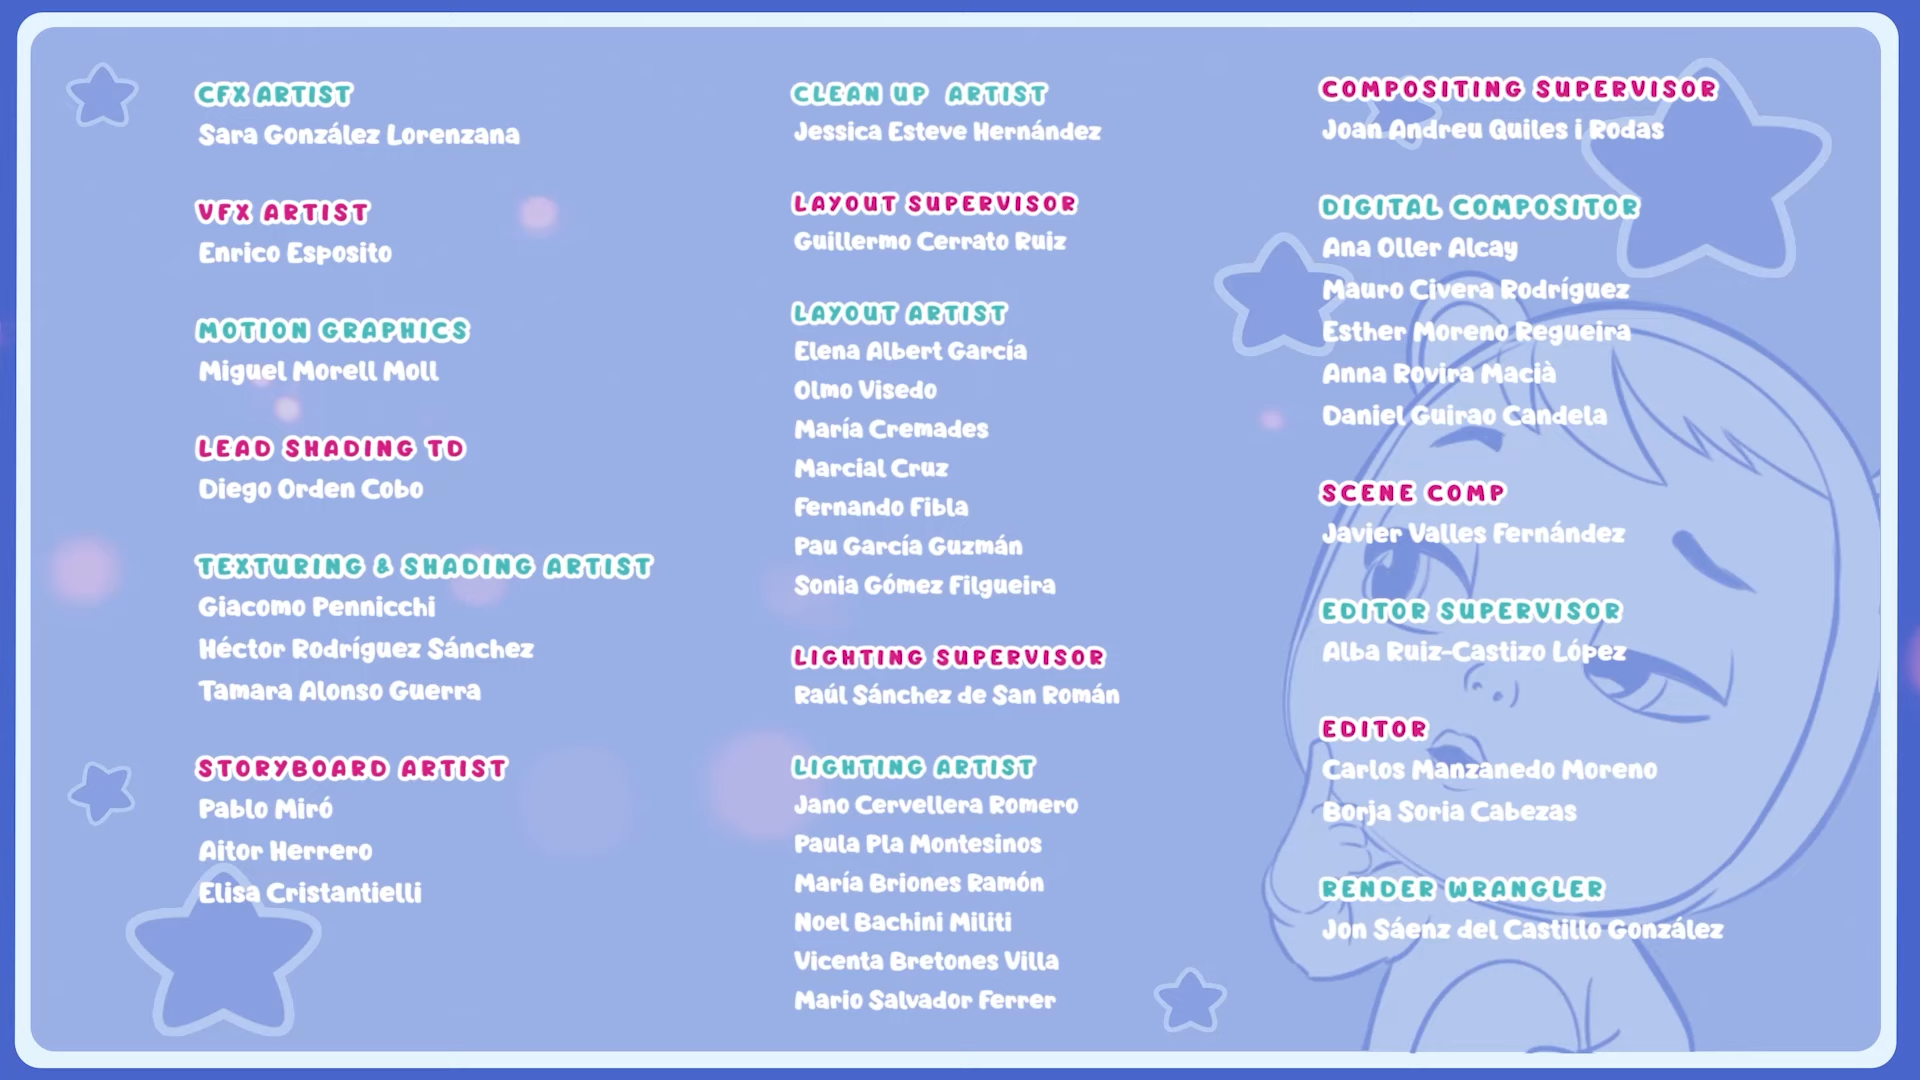 CFX ARTIST
Sara González Lorenzana
VFX ARTIST
Enrico Esposito
MOTION GRAPHICS
Miguel Morell Moll
LEAD SHADING TD
Diego Orden Cobo
TEXTURING & SHADING ARTIST
Giacomo Pennicchi
Héctor Rodríguez Sánchez
Tamara Alonso Guerra
STORYBOARD ARTIST
Pablo Miró
Aitor Herrero
Elisa Cristantielli
CLEAN UP ARTIST
Jessica Esteve Hernández
LAYOUT SUPERVISOR
Guillermo Cerrato Ruiz
LAYOUT ARTIST
Elena Albert García
Olmo Visedo
María Cremades
Marcial Cruz
Fernando Fibla
Pau García Guzmán
Sonia Gómez Filgueira
LIGHTING SUPERVISOR
Raúl Sánchez de San Román
LIGHTING ARTIST
Jano Cervellera Romero
Paula Pla Montesinos
María Briones Ramón
Noel Bachini Militi
Vicenta Bretones Villa
Mario Salvador Ferrer
COMPOSITING SUPERVISOR
Joan Andreu Quiles i Rodas
DIGITAL COMPOSITOR
Ana Oller Alcay
Mauro Civera Rodríguez
Esther Moreno Regueira
Anna Rovira Macià
Daniel Guirao Candela
SCENE COMP
Javier Valles Fernández
EDITOR SUPERVISOR
Alba Ruiz-Castizo López
EDITOR
Carlos Manzanedo Moreno
Borja Soria Cabezas
RENDER WRANGLER
Jon Sáenz del Castillo González